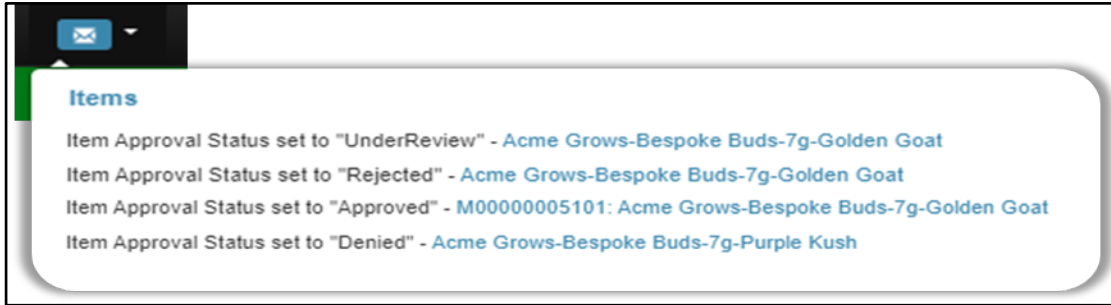 Items
Item Approval Status set to "UnderReview" - Acme Grows-Bespoke Buds-7g-Golden Goat
Item Approval Status set to "Rejected" - Acme Grows-Bespoke Buds-7g-Golden Goat
Item Approval Status set to "Approved" - M00000005101: Acme Grows-Bespoke Buds-7g-Golden Goat
Item Approval Status set to "Denied" - Acme Grows-Bespoke Buds-7g-Purple Kush